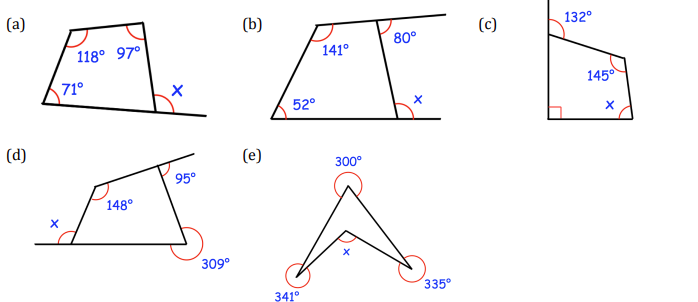 (a)
118° 97°
71°
x
(b)
141°
80°
52°
x
(c)
132°
145°
x
(d)
95°
148°
x
309°
(e)
300°
x
341°
335°